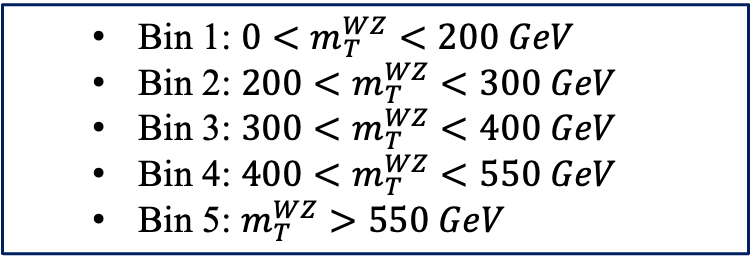 • Bin 1: $0 < m_T^{WZ} < 200 \ GeV$
• Bin 2: $200 < m_T^{WZ} < 300 \ GeV$
• Bin 3: $300 < m_T^{WZ} < 400 \ GeV$
• Bin 4: $400 < m_T^{WZ} < 550 \ GeV$
• Bin 5: $m_T^{WZ} > 550 \ GeV$